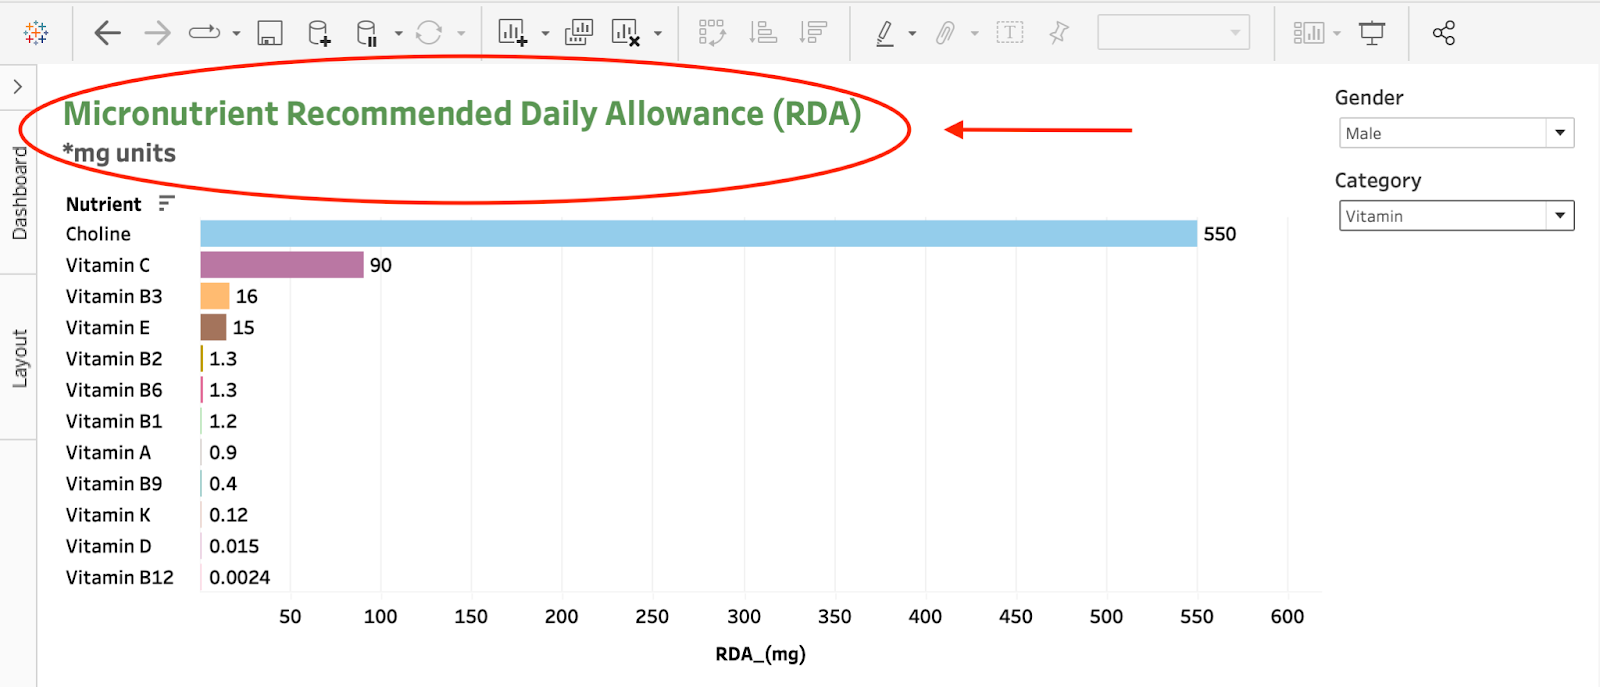 Micronutrient Recommended Daily Allowance (RDA)
*mg units
Gender
Male
Category
Vitamin
Dashboard
Layout
Nutrient
Choline 550
Vitamin C 90
Vitamin B3 16
Vitamin E 15
Vitamin B2 1.3
Vitamin B6 1.3
Vitamin B1 1.2
Vitamin A 0.9
Vitamin B9 0.4
Vitamin K 0.12
Vitamin D 0.015
Vitamin B12 0.0024
50 100 150 200 250 300 350 400 450 500 550 600
RDA_(mg)